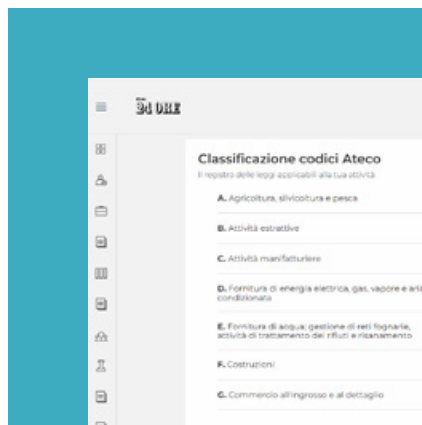 24 ORE
Classificazione codici Ateco
Il registro delle leggi applicabili alla tua attività
A. Agricoltura, silvicoltura e pesca
B. Attività estrattive
C. Attività manifatturiere
D. Fornitura di energia elettrica, gas, vapore e aria
condizionata
E. Fornitura di acqua; gestione di reti fognarie,
attività di trattamento dei rifiuti e risanamento
F. Costruzioni
G. Commercio all'ingrosso e al dettaglio